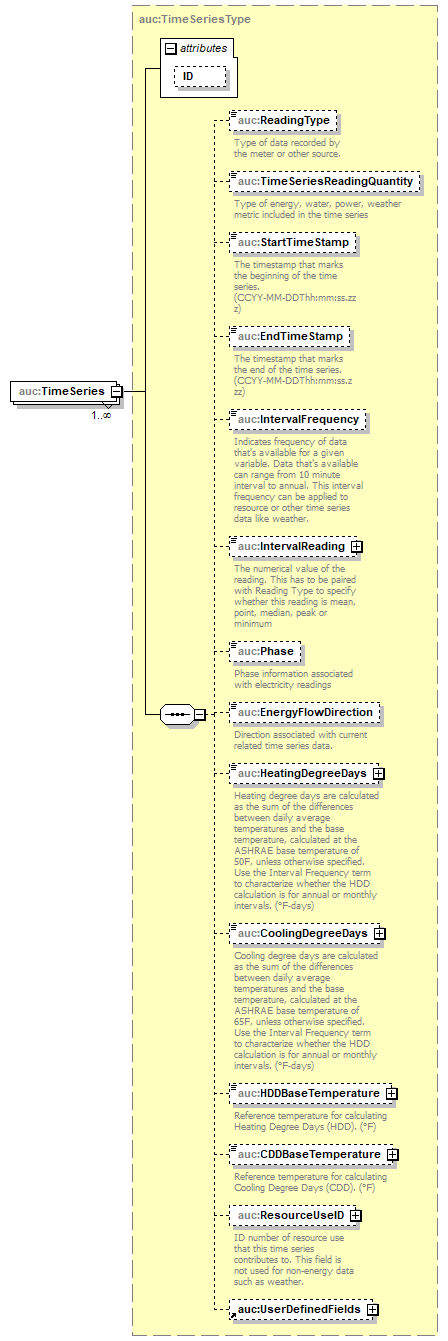 auc:TimeSeriesType
attributes
ID
auc:ReadingType
Type of data recorded by
the meter or other source.
auc:TimeSeriesReadingQuantity
Type of energy, water, power, weather
metric included in the time series
auc:StartTimeStamp
The timestamp that marks
the beginning of the time
series.
(CCYY-MM-DDThh:mm:ss.zz
z)
auc:EndTimeStamp
The timestamp that marks
the end of the time series.
(CCYY-MM-DDThh:mm:ss.z
zz)
auc:TimeSeries
1..∞
auc:IntervalFrequency
Indicates frequency of data
that's available for a given
variable. Data that's available
can range from 10 minute
interval to annual. This interval
frequency can be applied to
resource or other time series
data like weather.
auc:IntervalReading
The numerical value of the
reading. This has to be paired
with Reading Type to specify
whether this reading is mean,
point, median, peak or
minimum
auc:Phase
Phase information associated
with electricity readings
auc:EnergyFlowDirection
Direction associated with current
related time series data.
auc:HeatingDegreeDays
Heating degree days are calculated
as the sum of the differences
between daily average
temperatures and the base
temperature, calculated at the
ASHRAE base temperature of
50F, unless otherwise specified.
Use the Interval Frequency term
to characterize whether the HDD
calculation is for annual or monthly
intervals. (°F-days)
auc:CoolingDegreeDays
Cooling degree days are calculated
as the sum of the differences
between daily average
temperatures and the base
temperature, calculated at the
ASHRAE base temperature of
65F, unless otherwise specified.
Use the Interval Frequency term
to characterize whether the HDD
calculation is for annual or monthly
intervals. (°F-days)
auc:HDDBaseTemperature
Reference temperature for calculating
Heating Degree Days (HDD). (°F)
auc:CDDBaseTemperature
Reference temperature for calculating
Cooling Degree Days (CDD). (°F)
auc:ResourceUseID
ID number of resource use
that this time series
contributes to. This field is
not used for non-energy data
such as weather.
auc:UserDefinedFields